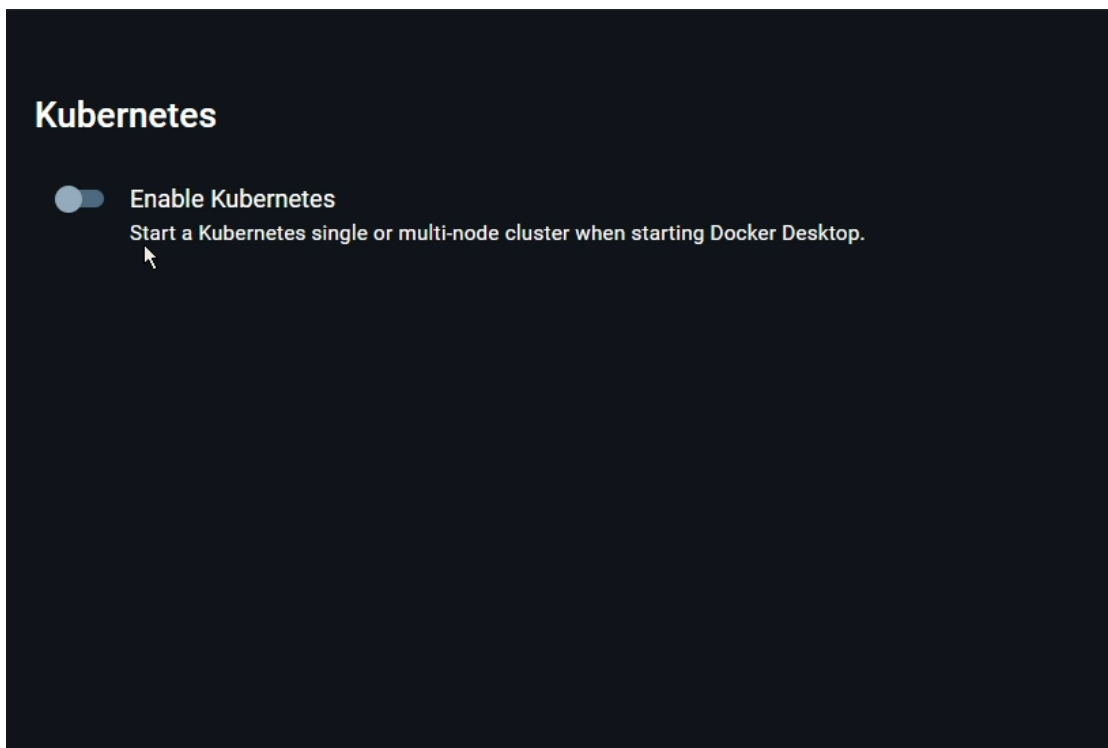 Kubernetes
Enable Kubernetes
Start a Kubernetes single or multi-node cluster when starting Docker Desktop.